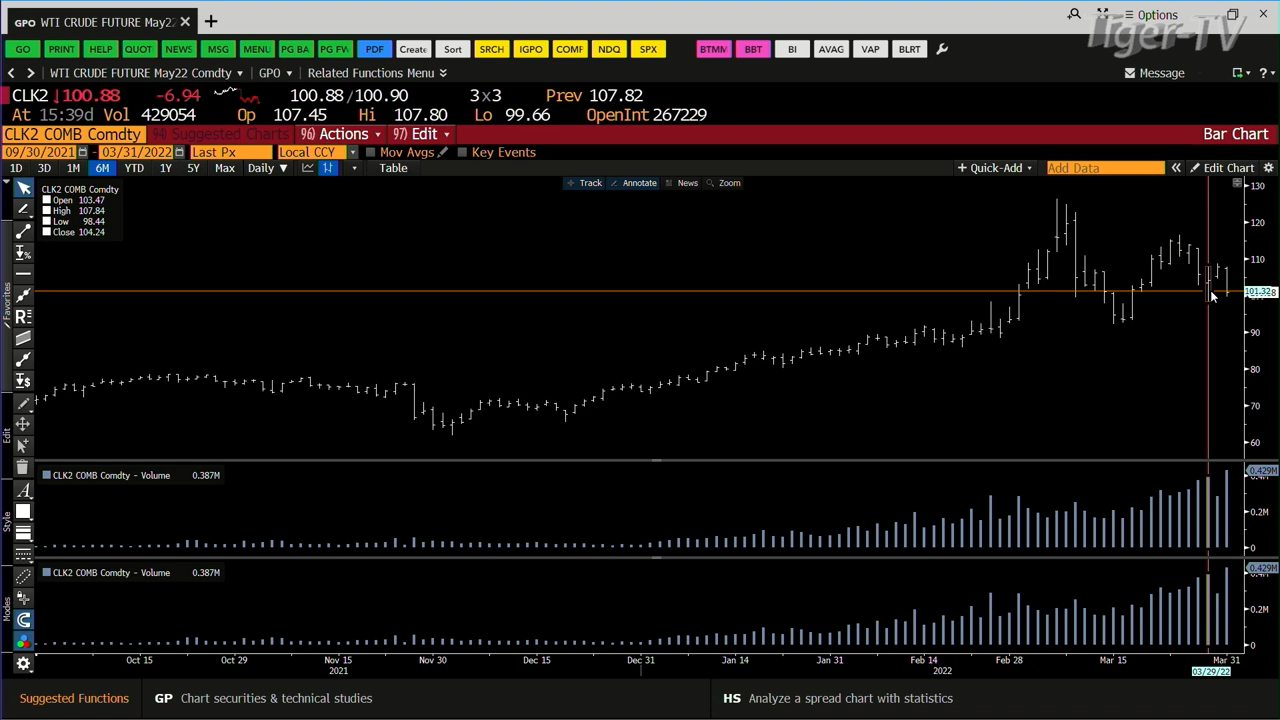 GPO WTI CRUDE FUTURE May22
Options
Tiger-TV
GO PRINT HELP QUOT NEWS MSG MENU PG BA PG FW PDF Create Sort SRCH IGPO COMF NDQ SPX BTMM BBT BI AVAG VAP BLRT
WTI CRUDE FUTURE May22 Comdty GPO Related Functions Menu Message ?
CLK2 100.88 -6.94 100.88/100.90 3x3 Prev 107.82
At 15:39d Vol 429054 Op 107.45 Hi 107.80 Lo 99.66 OpenInt 267229
CLK2 COMB Comdty 94) Suggested Charts 96) Actions 97) Edit Bar Chart
09/30/2021 - 03/31/2022 Last Px Local CCY Mov Avgs Key Events
1D 3D 1M 6M YTD 1Y 5Y Max Daily Table + Quick-Add Add Data Edit Chart
Track Annotate News Zoom
CLK2 COMB Comdty
Open 103.47
High 107.84
Low 98.44
Close 104.24
130
120
110
101.32
90
80
70
60
Favorites
Edit
Style
Modes
CLK2 COMB Comdty - Volume 0.387M
0.429M
0.2M
0
CLK2 COMB Comdty - Volume 0.387M
0.429M
0.2M
0
Oct 15 Oct 29 Nov 15 Nov 30 Dec 15 Dec 31 Jan 14 Jan 31 Feb 14 Feb 28 Mar 15 Mar 31
2021 2022 03/29/22
Suggested Functions GP Chart securities & technical studies HS Analyze a spread chart with statistics